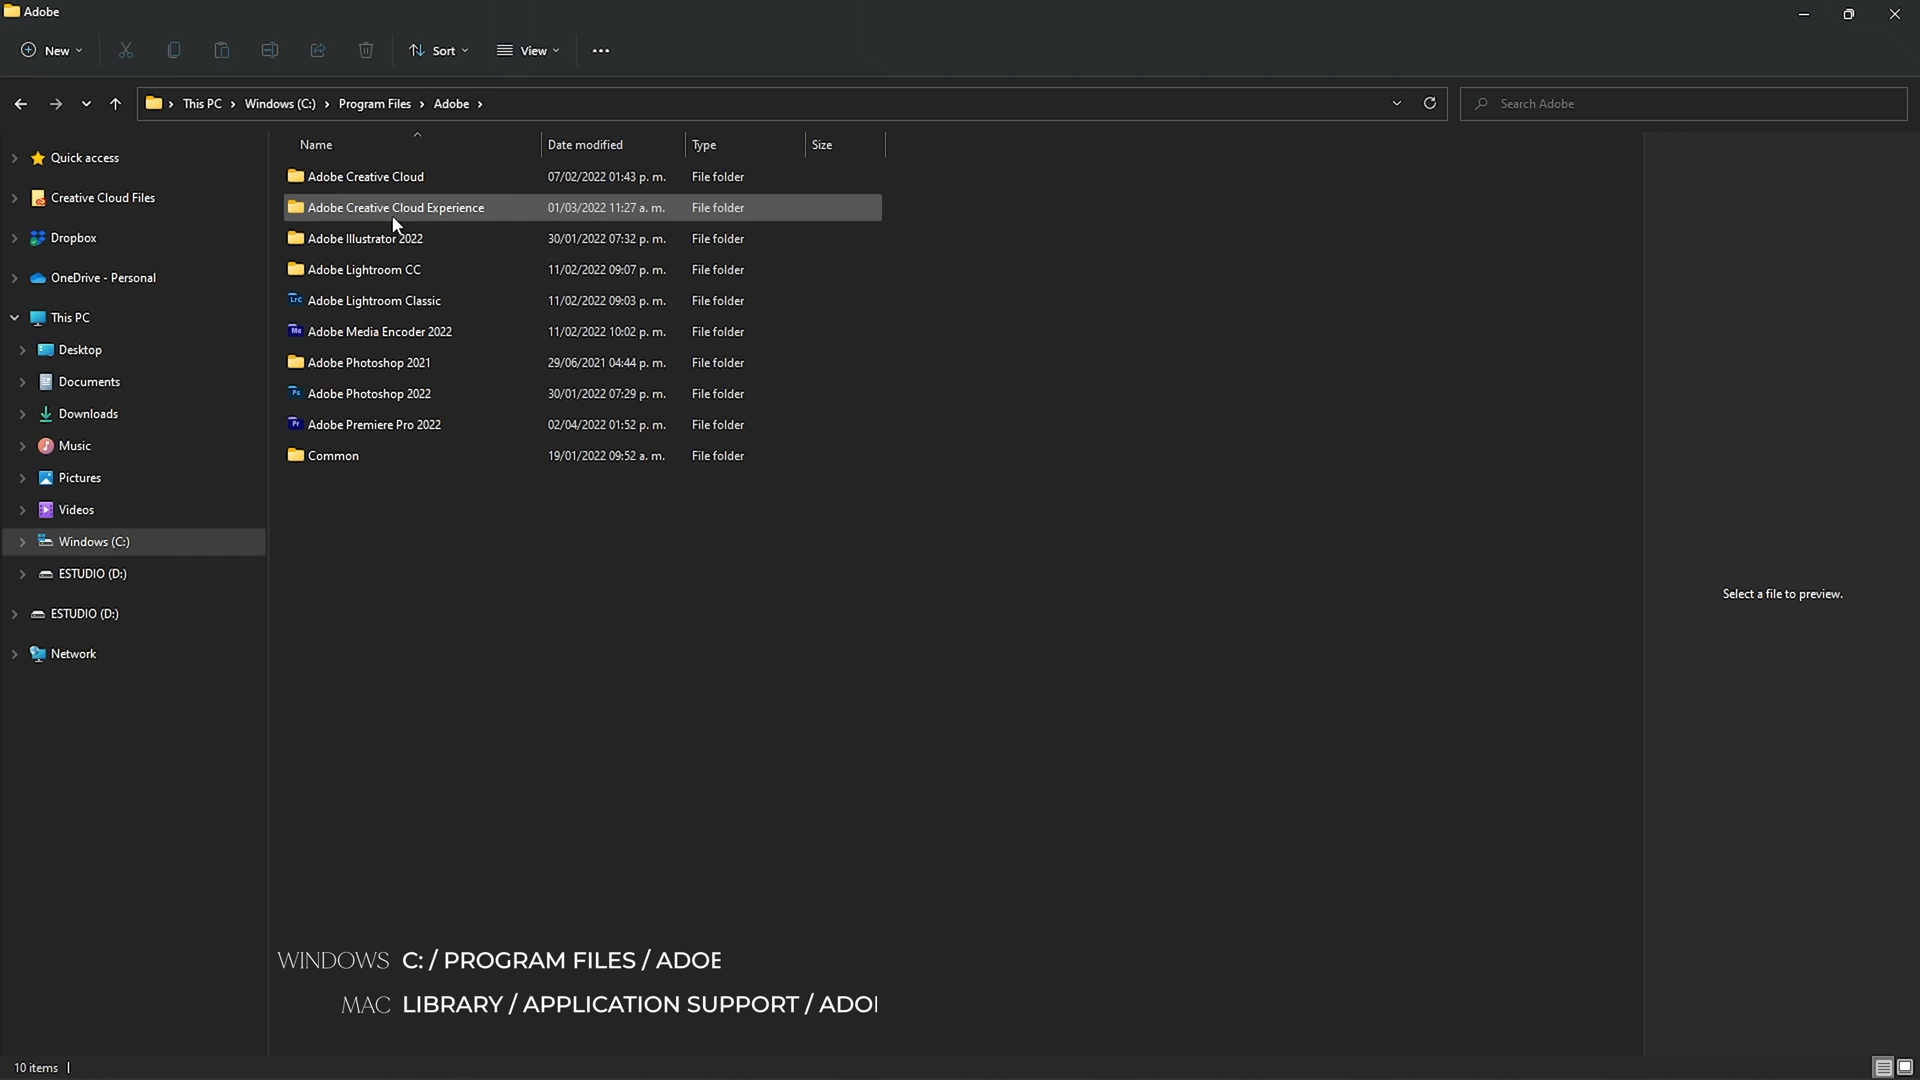 Adobe
New
Sort
View
This PC
Windows (C:)
Program Files
Adobe
Search Adobe
Quick access
Creative Cloud Files
Dropbox
OneDrive - Personal
This PC
Desktop
Documents
Downloads
Music
Pictures
Videos
Windows (C:)
ESTUDIO (D:)
ESTUDIO (D:)
Network
Name Date modified Type Size
Adobe Creative Cloud 07/02/2022 01:43 p. m. File folder
Adobe Creative Cloud Experience 01/03/2022 11:27 a. m. File folder
Adobe Illustrator 2022 30/01/2022 07:32 p. m. File folder
Adobe Lightroom CC 11/02/2022 09:07 p. m. File folder
LrC Adobe Lightroom Classic 11/02/2022 09:03 p. m. File folder
Me Adobe Media Encoder 2022 11/02/2022 10:02 p. m. File folder
Adobe Photoshop 2021 29/06/2021 04:44 p. m. File folder
Ps Adobe Photoshop 2022 30/01/2022 07:29 p. m. File folder
Pr Adobe Premiere Pro 2022 02/04/2022 01:52 p. m. File folder
Common 19/01/2022 09:52 a. m. File folder
Select a file to preview.
WINDOWS C: / PROGRAM FILES / ADOE
MAC LIBRARY / APPLICATION SUPPORT / ADOI
10 items